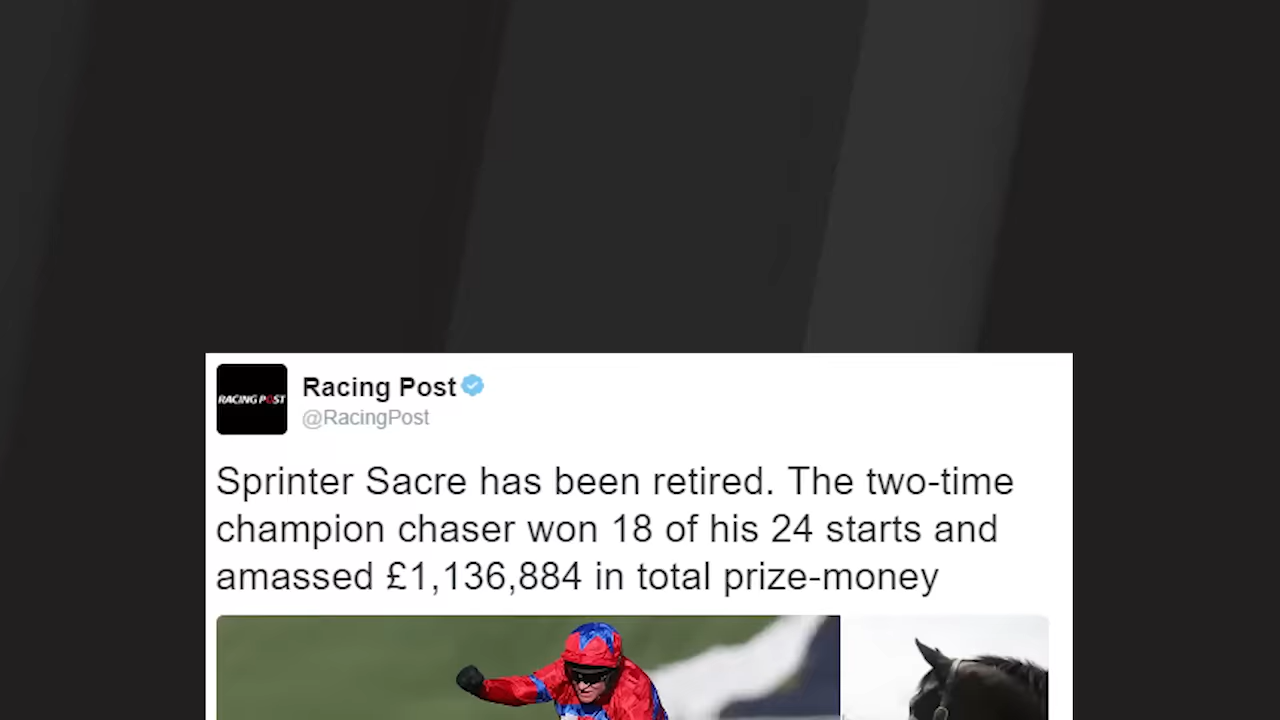 RACING POST
Racing Post
@RacingPost
Sprinter Sacre has been retired. The two-time
champion chaser won 18 of his 24 starts and
amassed £1,136,884 in total prize-money